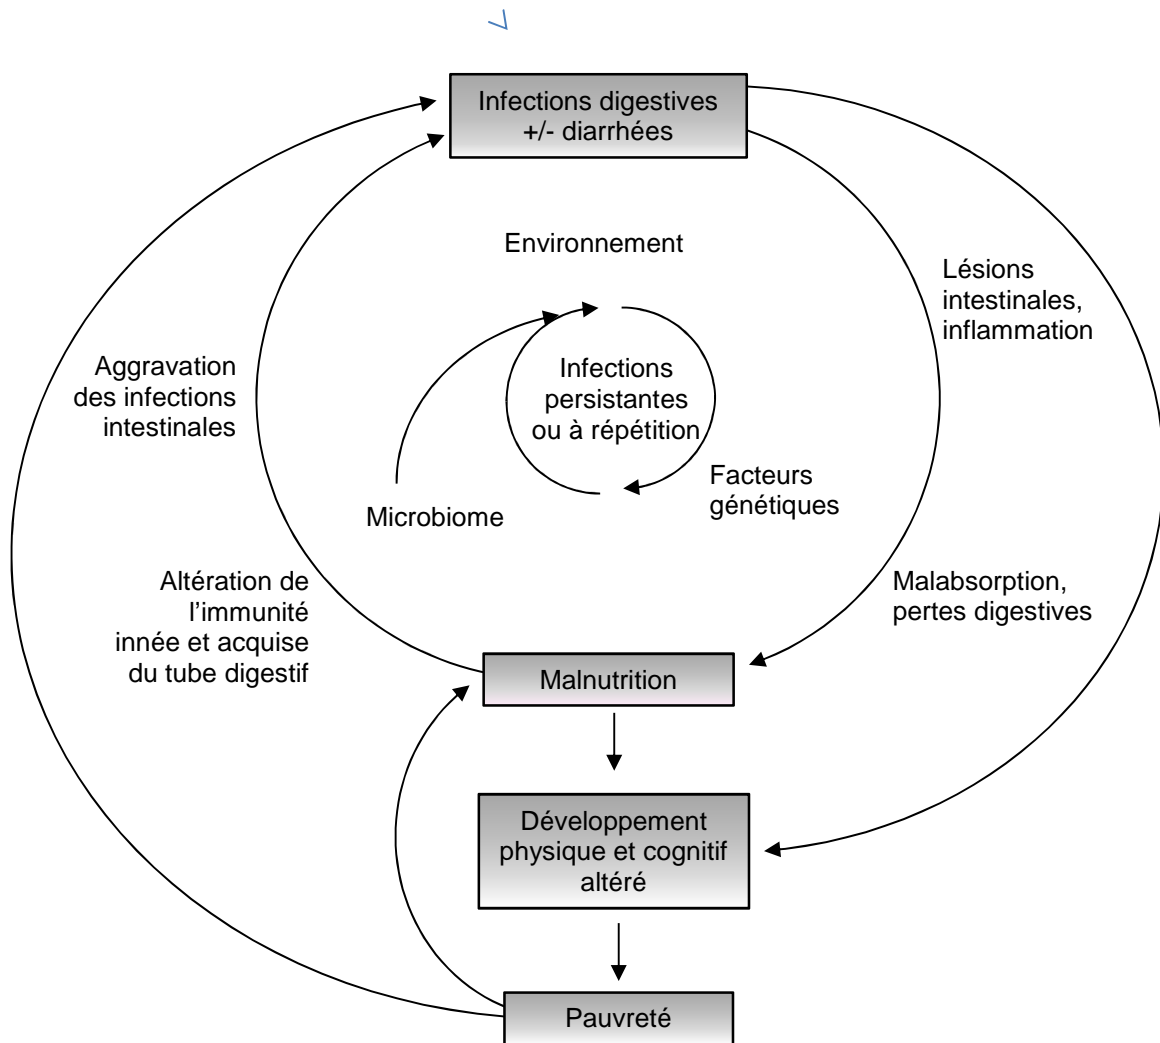 Infections digestives
+/- diarrhées
Environnement
Lésions
intestinales,
inflammation
Aggravation
des infections
intestinales
Infections
persistantes
ou à répétition
Facteurs
génétiques
Microbiome
Altération de
l'immunité
innée et acquise
du tube digestif
Malabsorption,
pertes digestives
Malnutrition
Développement
physique et cognitif
altéré
Pauvreté